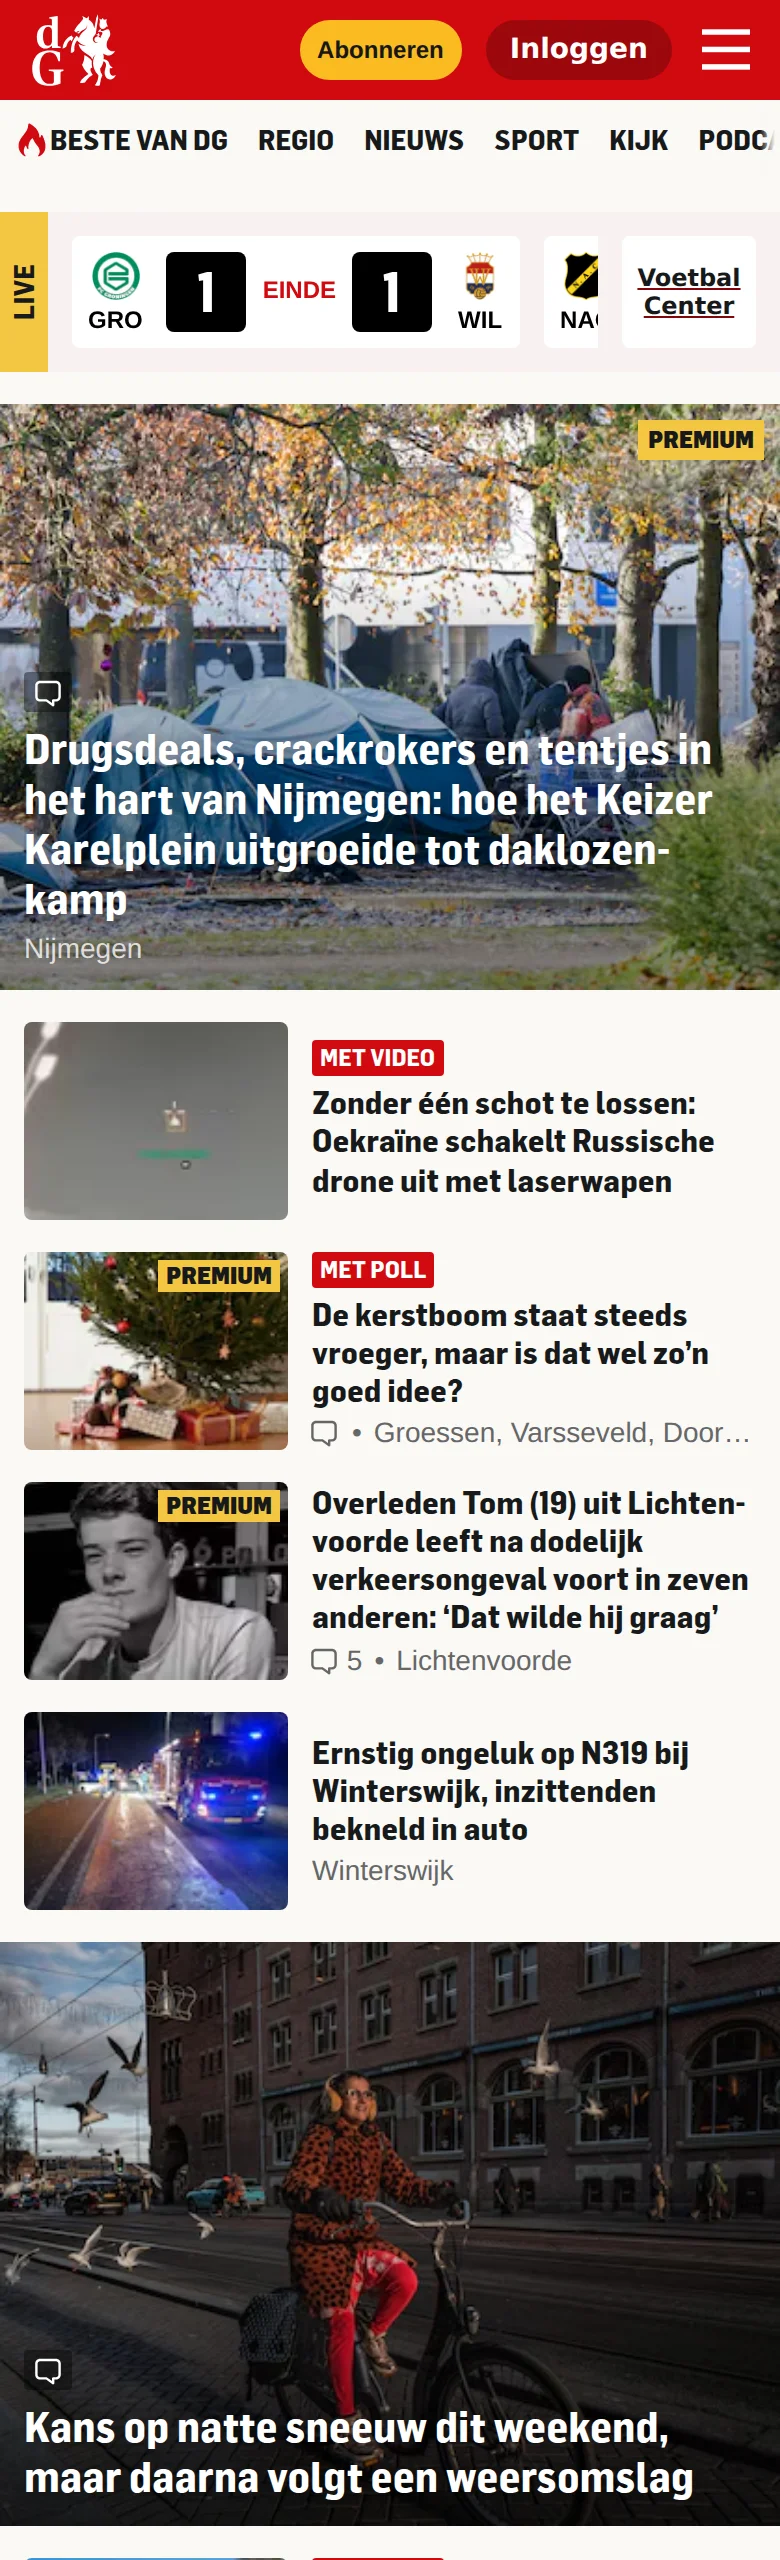 dG
Abonneren
Inloggen
BESTE VAN DG
REGIO
NIEUWS
SPORT
KIJK
LIVE
GRO
1
EINDE
1
WIL
Voetbal
Center
PREMIUM
Drugsdeals, crackrokers en tentjes in
het hart van Nijmegen: hoe het Keizer
Karelplein uitgroeide tot daklozen-
kamp
Nijmegen
MET VIDEO
Zonder één schot te lossen:
Oekraïne schakelt Russische
drone uit met laserwapen
PREMIUM
MET POLL
De kerstboom staat steeds
vroeger, maar is dat wel zo’n
goed idee?
• Groessen, Varsseveld, Door…
PREMIUM
Overleden Tom (19) uit Lichten-
voorde leeft na dodelijk
verkeersongeval voort in zeven
anderen: ‘Dat wilde hij graag’
5 • Lichtenvoorde
Ernstig ongeluk op N319 bij
Winterswijk, inzittenden
bekneld in auto
Winterswijk
Kans op natte sneeuw dit weekend,
maar daarna volgt een weersomslag